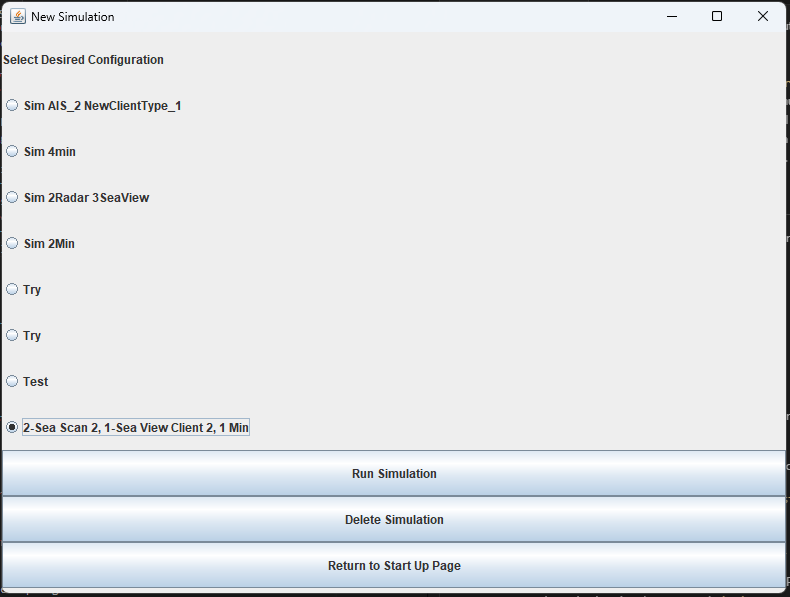 New Simulation
Select Desired Configuration
Sim AIS_2 NewClientType_1
Sim 4min
Sim 2Radar 3SeaView
Sim 2Min
Try
Try
Test
2-Sea Scan 2, 1-Sea View Client 2, 1 Min
Run Simulation
Delete Simulation
Return to Start Up Page